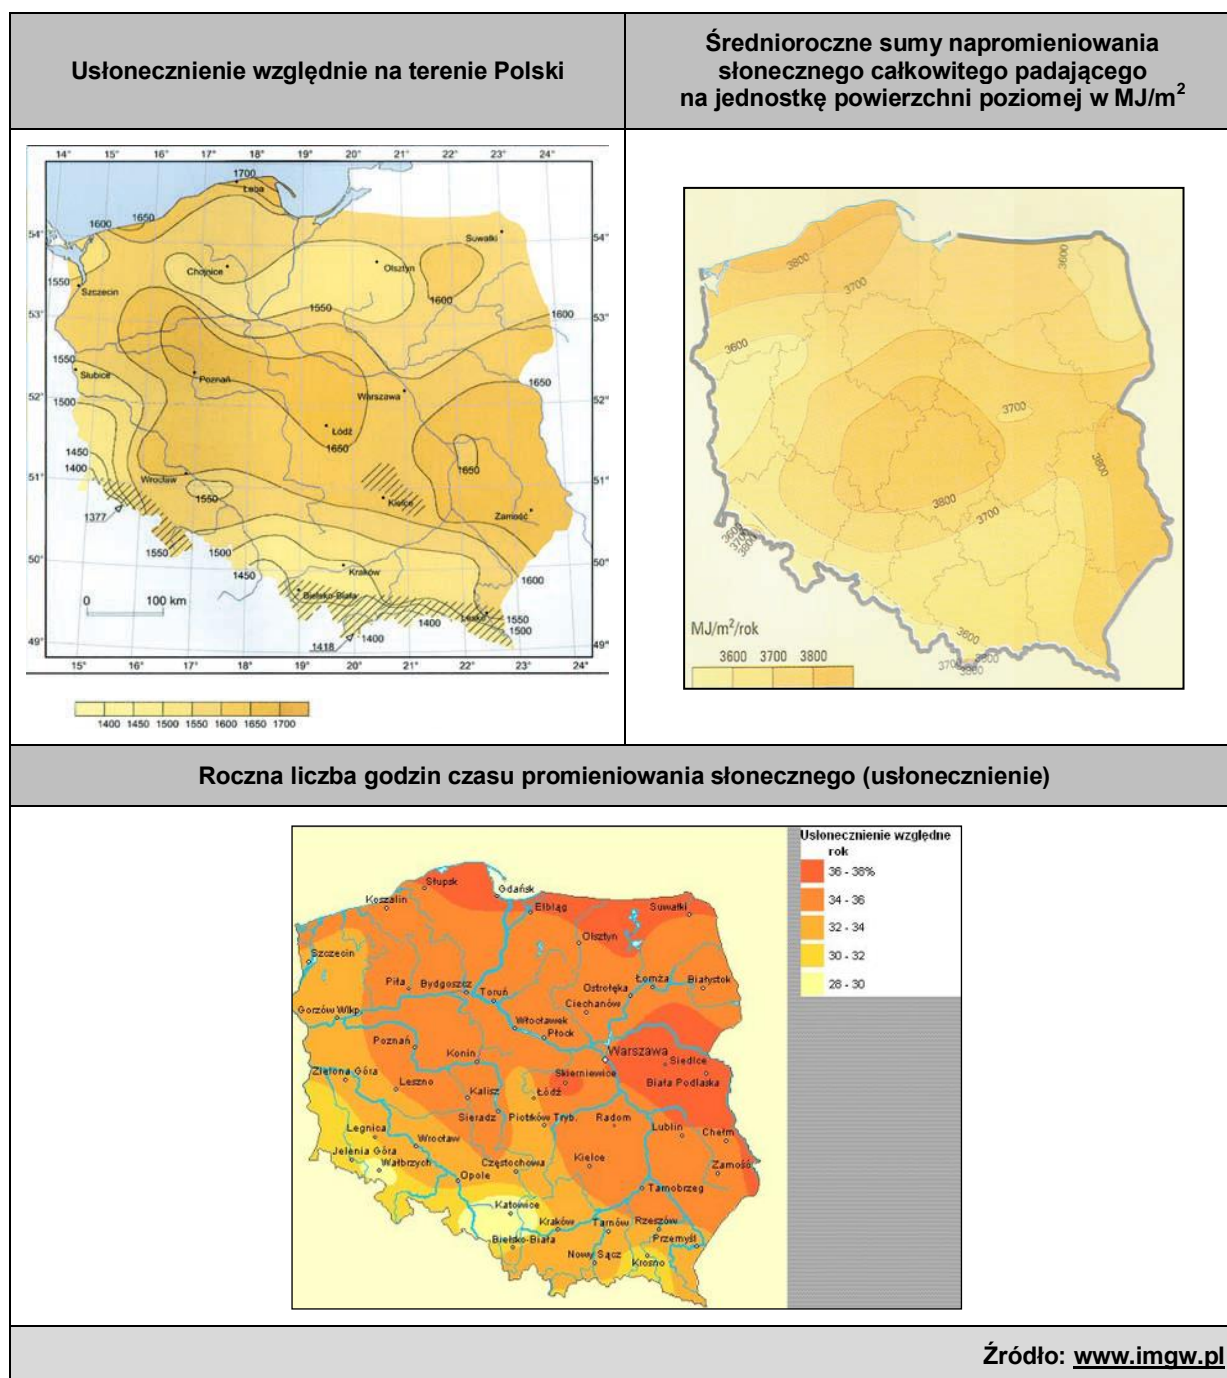 Usłonecznienie względnie na terenie Polski
Średnioroczne sumy napromieniowania
słonecznego całkowitego padającego
na jednostkę powierzchni poziomej w MJ/m²
14° 15° 16° 17° 18° 19° 20° 21° 22° 23° 24°
1700
Łeba
1650
1600
54° 54°
Suwałki
Chojnice
Olsztyn
1550
Szczecin
1550
1600
1600
53° 53°
1550
Słubice
Poznań
1650
52° Warszawa 52°
1500
Łódź
1650
1450
1400
1650
51° 51°
Wrocław
1550
Kielce
Zamość
1377
1550
1500
50° 50°
1450
Kraków
1600
Bielsko-Biała
0 100 km
Lesko
1550
1500
1400
1400
1418
49° 49°
15° 16° 17° 18° 19° 20° 21° 22° 23° 24°
1400 1450 1500 1550 1600 1650 1700
3800
3600
3700
3600
3700
3800
3800
3700
3600
3700
3800
3600
MJ/m²/rok
3600 3700 3800
Roczna liczba godzin czasu promieniowania słonecznego (usłonecznienie)
Usłonecznienie względne
rok
36 - 38%
34 - 36
32 - 34
30 - 32
28 - 30
Słupsk
Gdańsk
Koszalin
Elbląg
Suwałki
Olsztyn
Szczecin
Piła
Bydgoszcz
Toruń
Ostrołęka
Łomża
Białystok
Ciechanów
Gorzów Wlkp.
Włocławek
Płock
Poznań
Konin
Warszawa
Siedlce
Skierniewice
Biała Podlaska
Zielona Góra
Leszno
Kalisz
Łódź
Sieradz
Piotrków Tryb.
Radom
Lublin
Chełm
Legnica
Wrocław
Jelenia Góra
Wałbrzych
Częstochowa
Kielce
Zamość
Opole
Tarnobrzeg
Katowice
Kraków
Tarnów
Rzeszów
Przemyśl
Bielsko-Biała
Nowy Sącz
Krosno
Źródło: www.imgw.pl